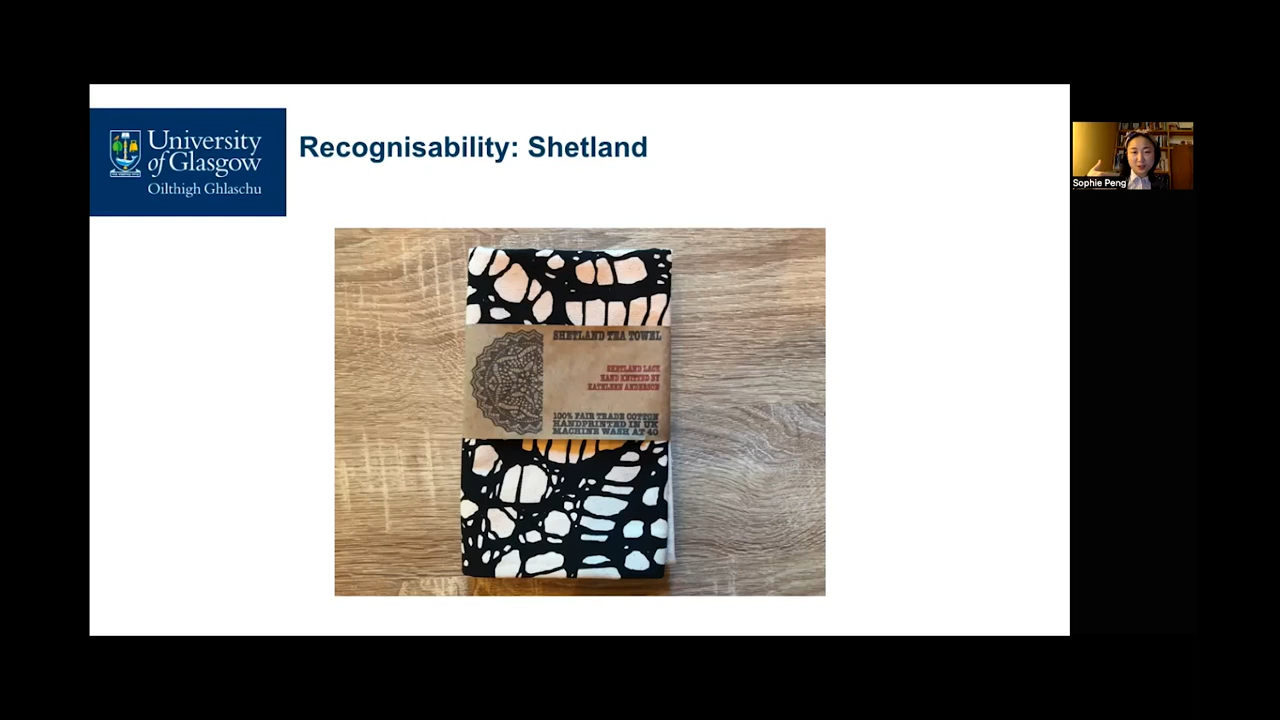 University
of Glasgow
Oilthigh Ghlaschu
Recognisability: Shetland
Sophie Peng
SHETLAND TEA TOWEL
SHETLAND LACE
HAND KNITTED BY
KATHLEEN ANDERSON
100% FAIR TRADE COTTON
HANDPRINTED IN UK
MACHINE WASH AT 40